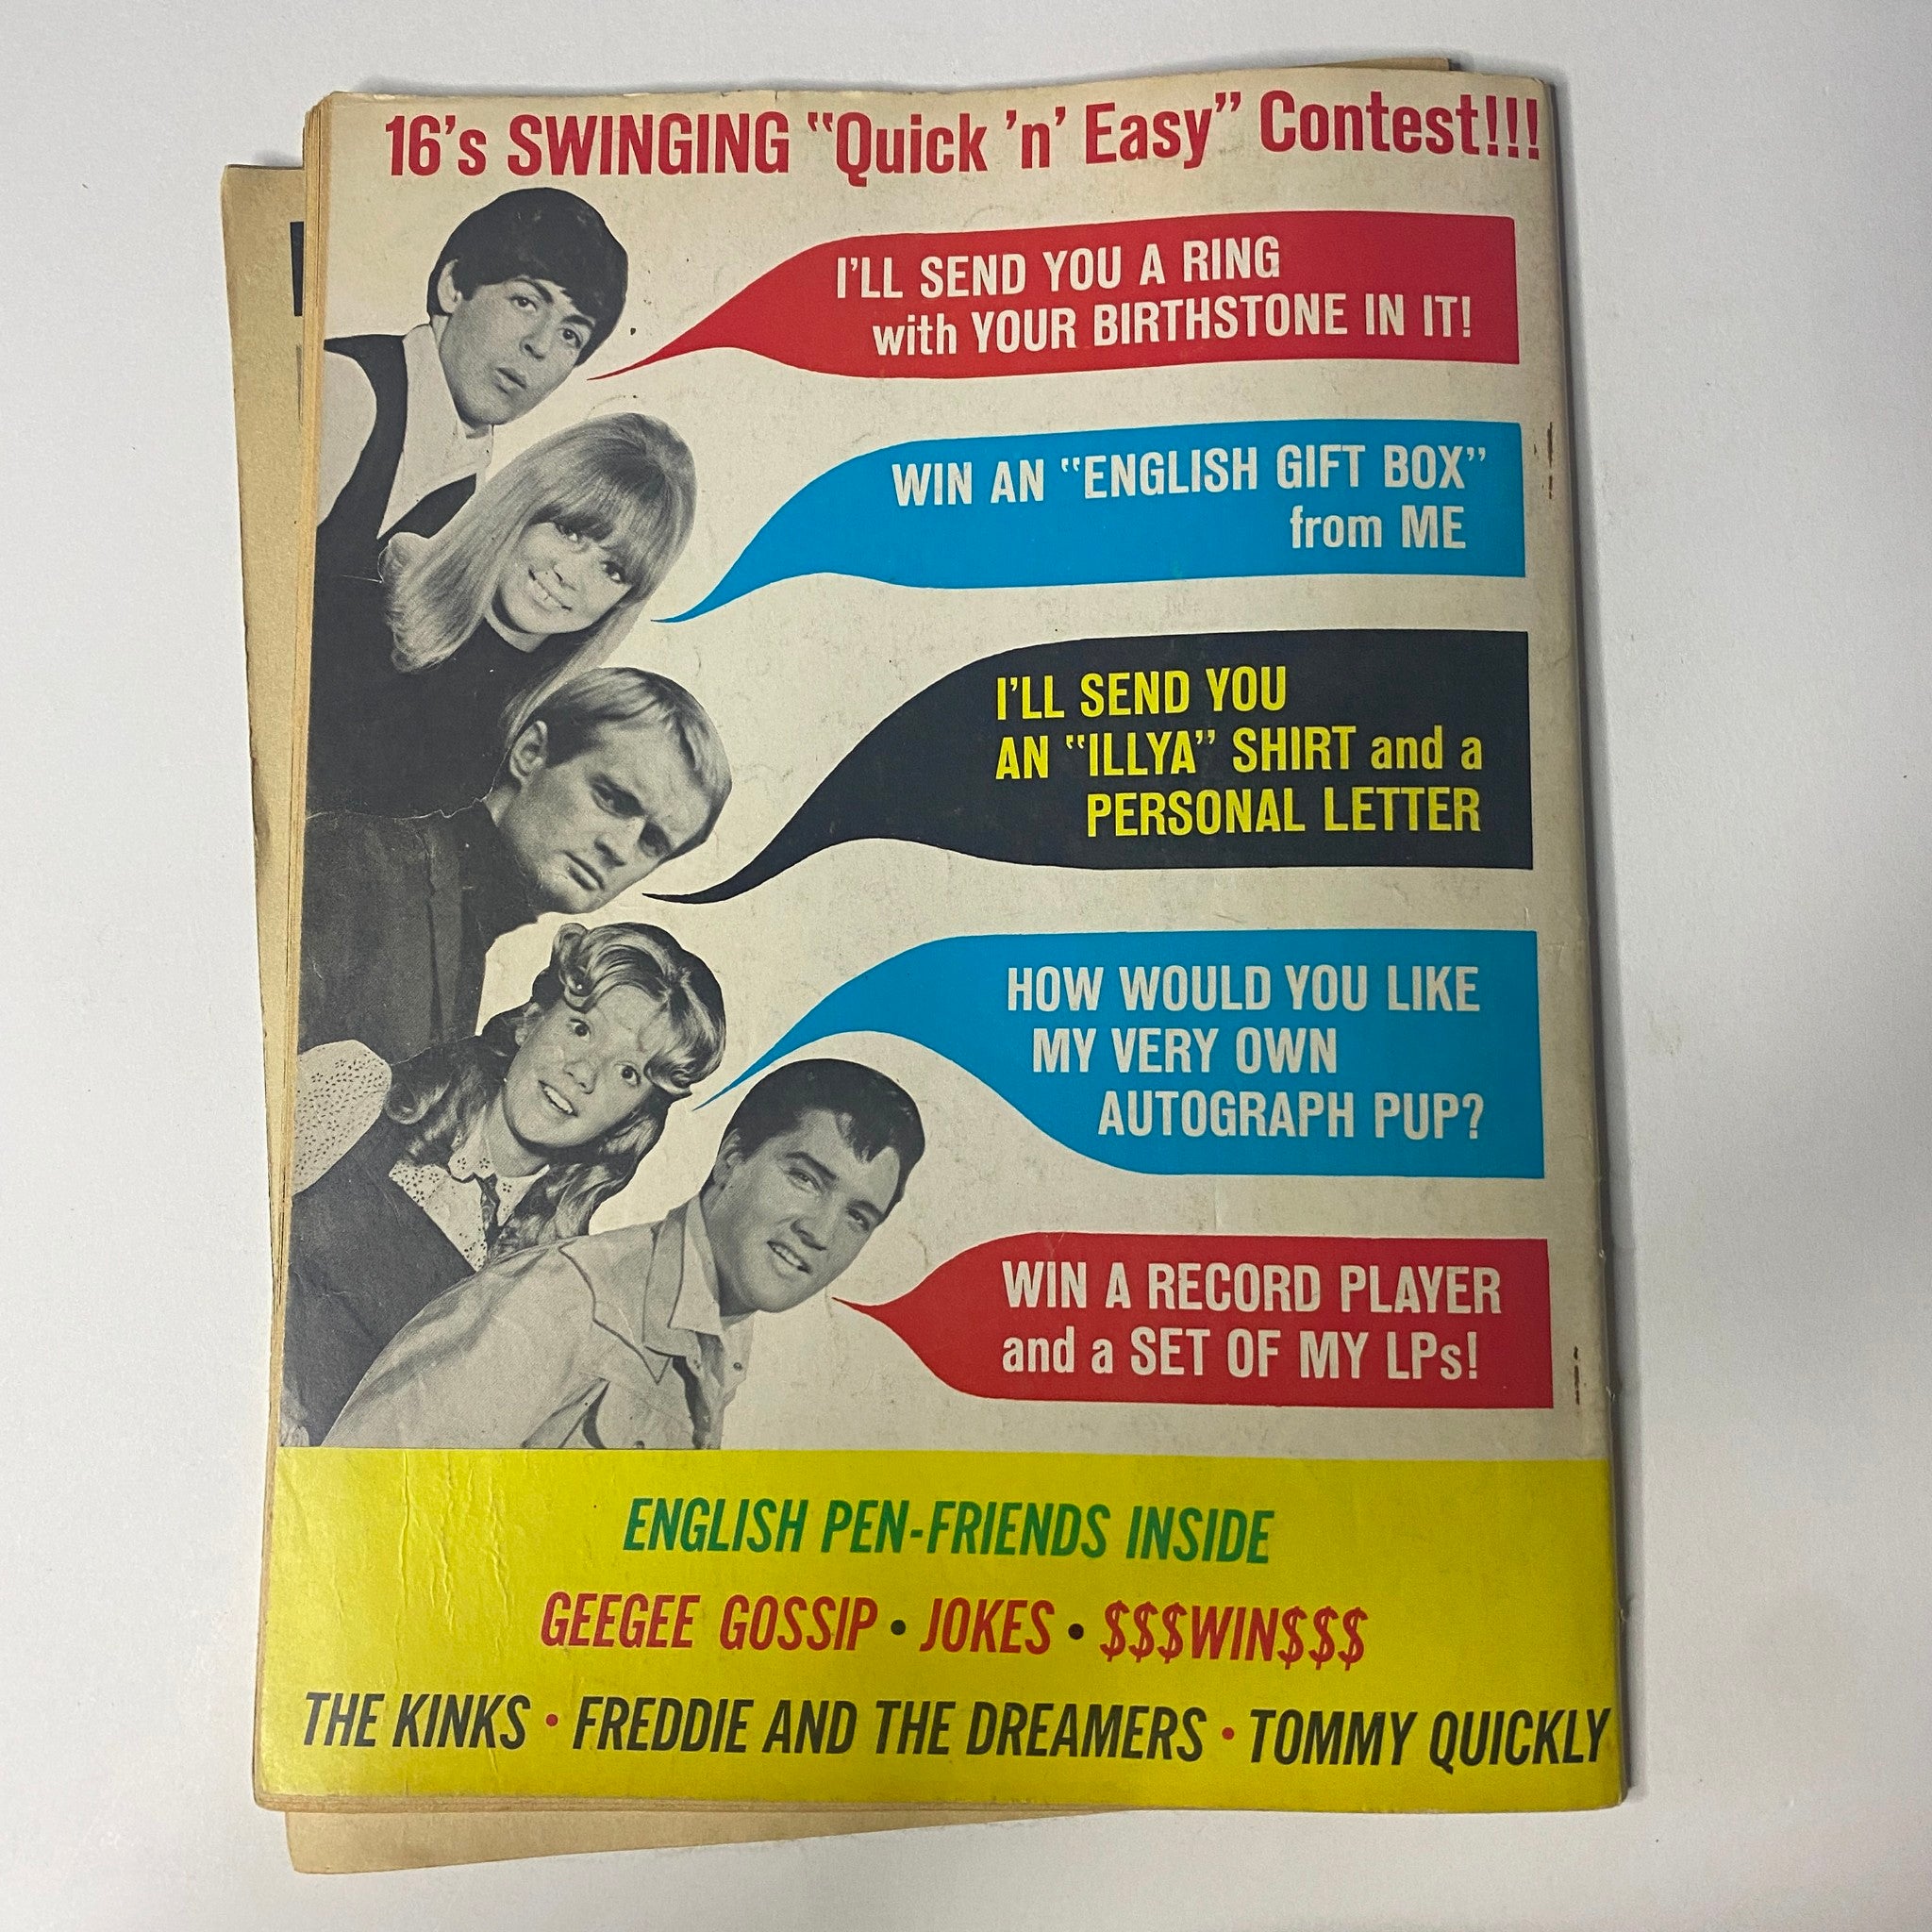 16's SWINGING "Quick 'n' Easy" Contest!!!
I'LL SEND YOU A RING
with YOUR BIRTHSTONE IN IT!
WIN AN "ENGLISH GIFT BOX"
from ME
I'LL SEND YOU
AN "ILLYA" SHIRT and a
PERSONAL LETTER
HOW WOULD YOU LIKE
MY VERY OWN
AUTOGRAPH PUP?
WIN A RECORD PLAYER
and a SET OF MY LPs!
ENGLISH PEN-FRIENDS INSIDE
GEEGEE GOSSIP • JOKES • $$$WIN$$$
THE KINKS • FREDDIE AND THE DREAMERS • TOMMY QUICKLY